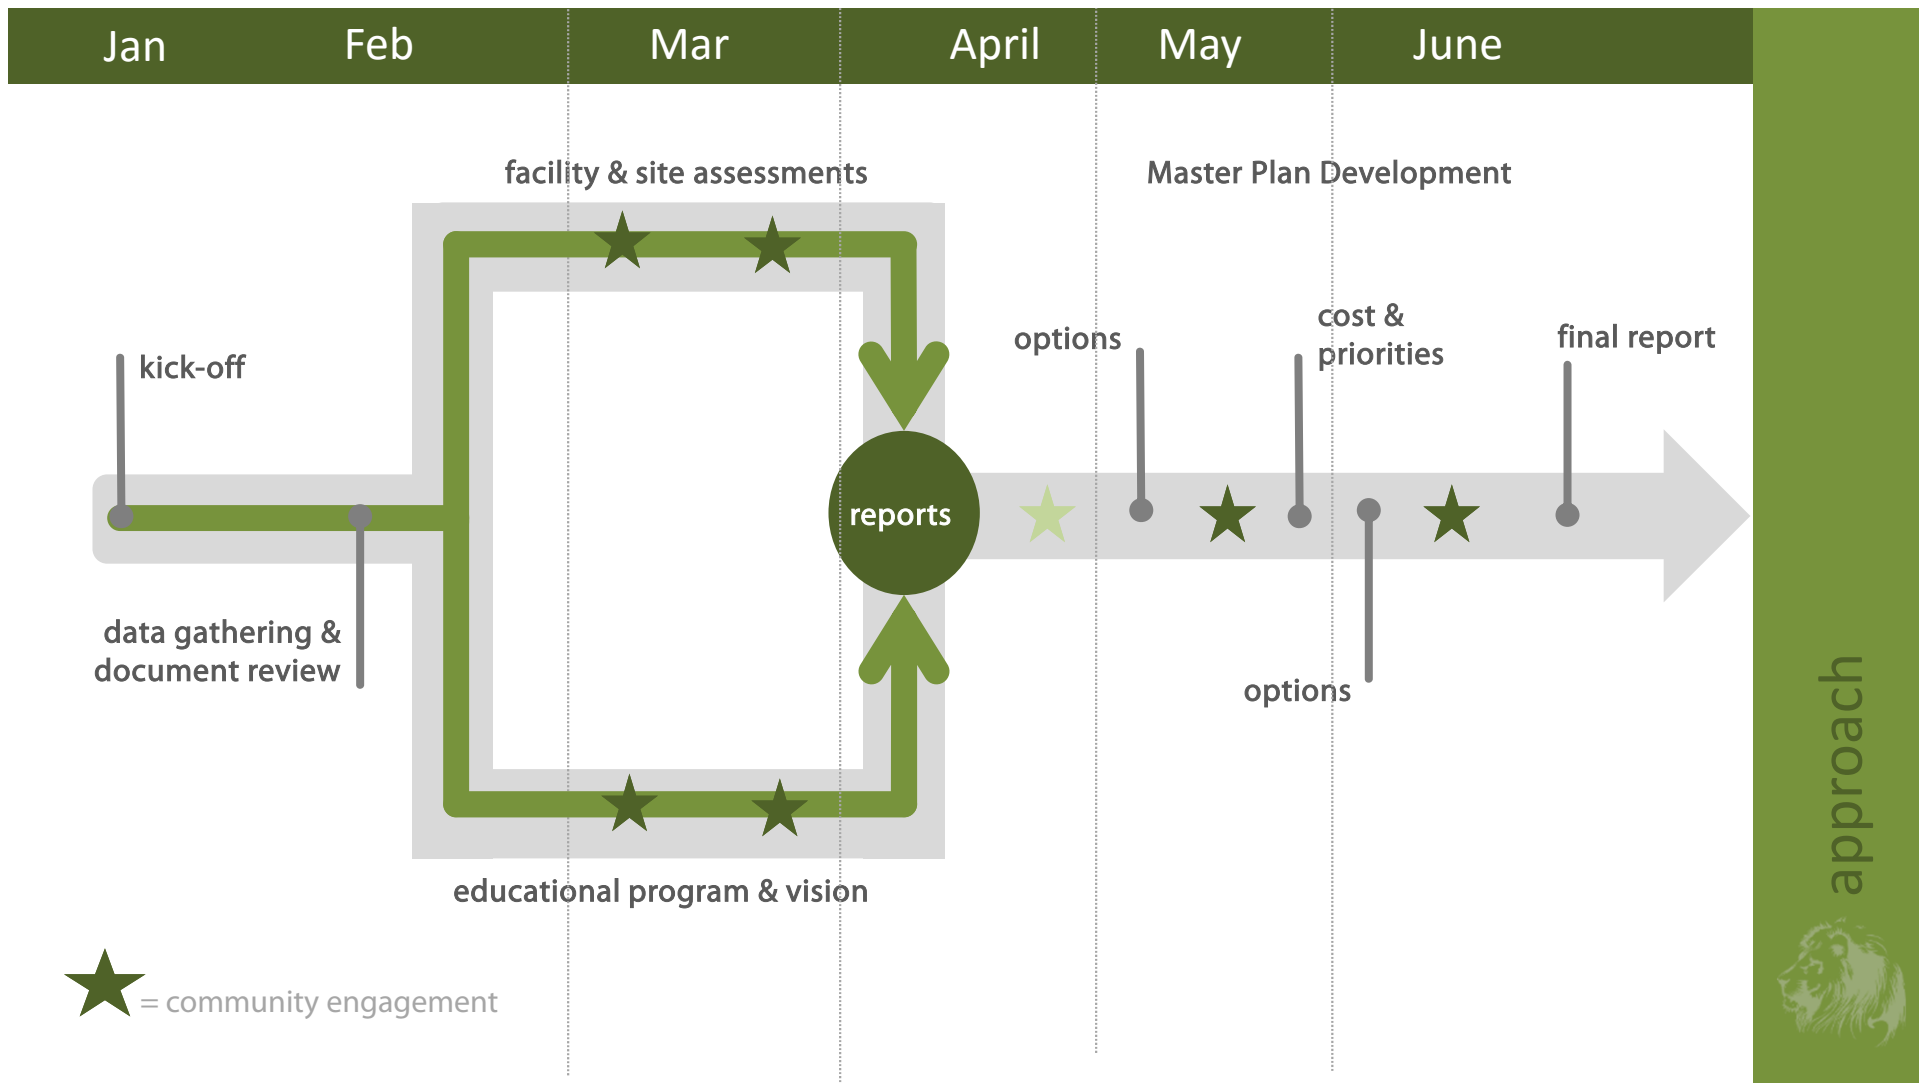 Jan Feb Mar April May June
facility & site assessments
Master Plan Development
kick-off
options
cost &
priorities
final report
reports
data gathering &
document review
options
educational program & vision
= community engagement
approach